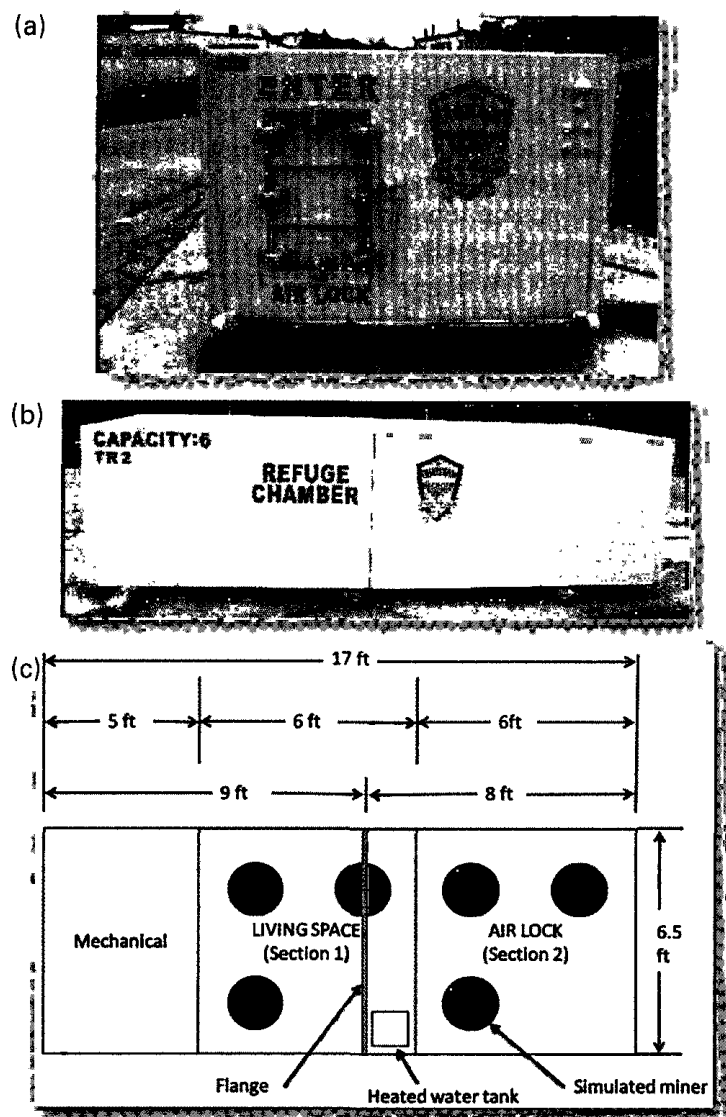 (a)
ENTER
AIR LOCK
(b)
CAPACITY:6
TR2
REFUGE
CHAMBER
(c)
17 ft
5 ft
6 ft
6ft
9 ft
8 ft
Mechanical
LIVING SPACE
(Section 1)
AIR LOCK
(Section 2)
6.5
ft
Flange
Heated water tank
Simulated miner